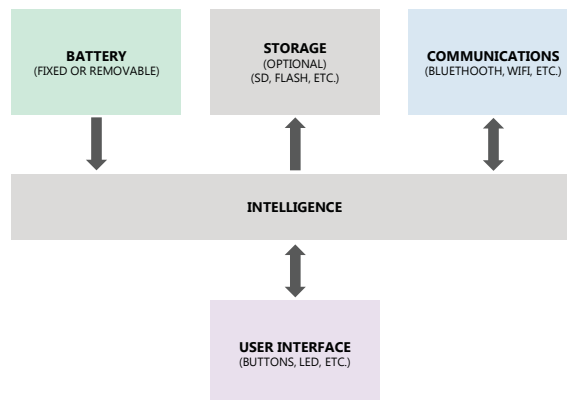 BATTERY
(FIXED OR REMOVABLE)
STORAGE
(OPTIONAL)
(SD, FLASH, ETC.)
COMMUNICATIONS
(BLUETHOOTH, WIFI, ETC.)
INTELLIGENCE
USER INTERFACE
(BUTTONS, LED, ETC.)